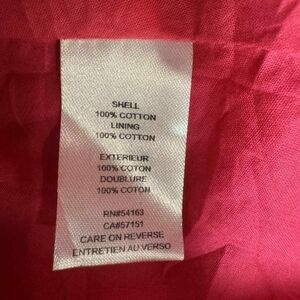 SHELL
100% COTTON
LINING
100% COTTON
EXTERIEUR
100% COTON
DOUBLURE
100% COTON
RN#54163
CA#57151
CARE ON REVERSE
ENTRETIEN AU VERSO